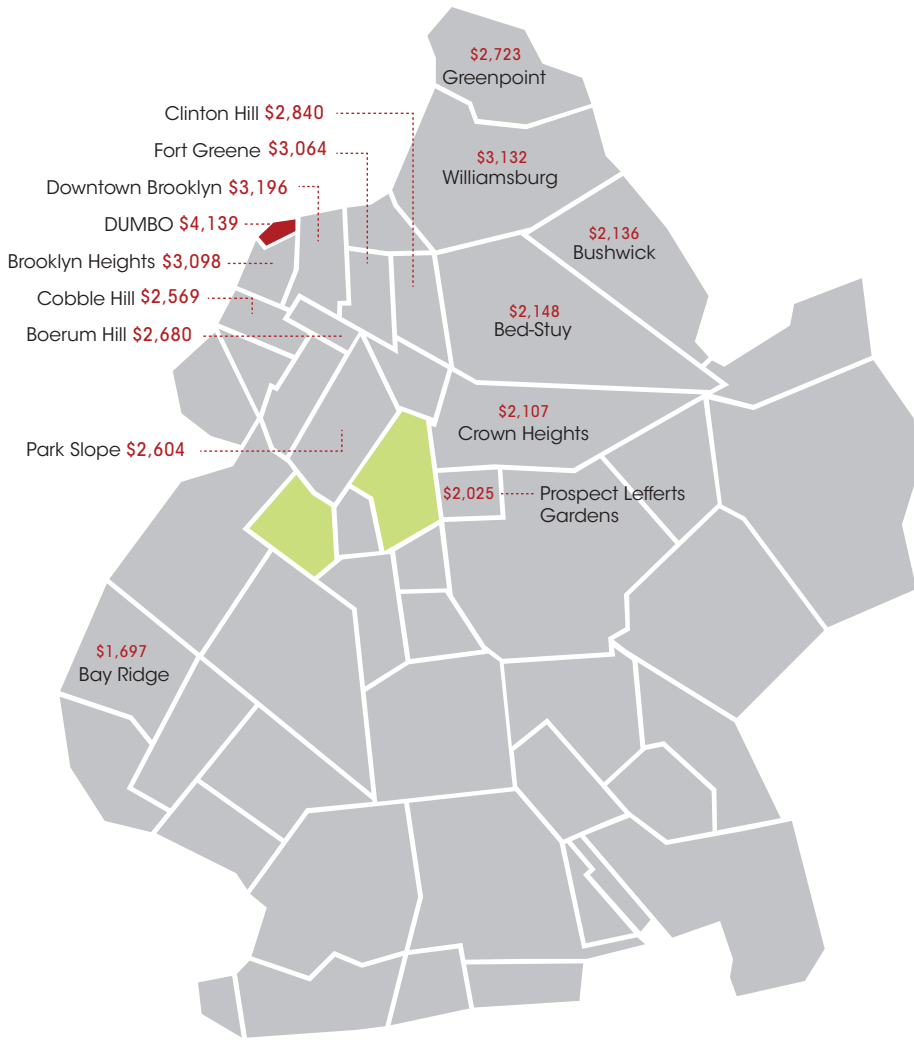 $2,723
Greenpoint
Clinton Hill $2,840
Fort Greene $3,064
$3,132
Williamsburg
Downtown Brooklyn $3,196
DUMBO $4,139
$2,136
Bushwick
Brooklyn Heights $3,098
Cobble Hill $2,569
$2,148
Bed-Stuy
Boerum Hill $2,680
$2,107
Crown Heights
Park Slope $2,604
$2,025 Prospect Lefferts
Gardens
$1,697
Bay Ridge